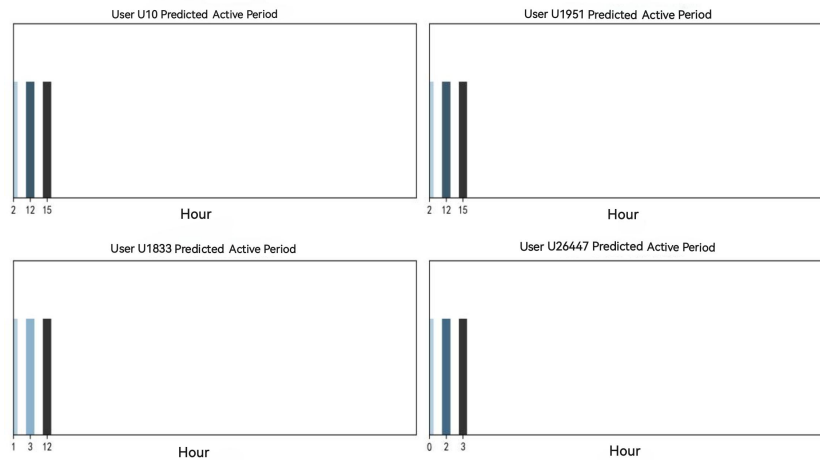 User U10 Predicted Active Period
User U1951 Predicted Active Period
2 12 15
2 12 15
Hour
Hour
User U1833 Predicted Active Period
User U26447 Predicted Active Period
1 3 12
0 2 3
Hour
Hour